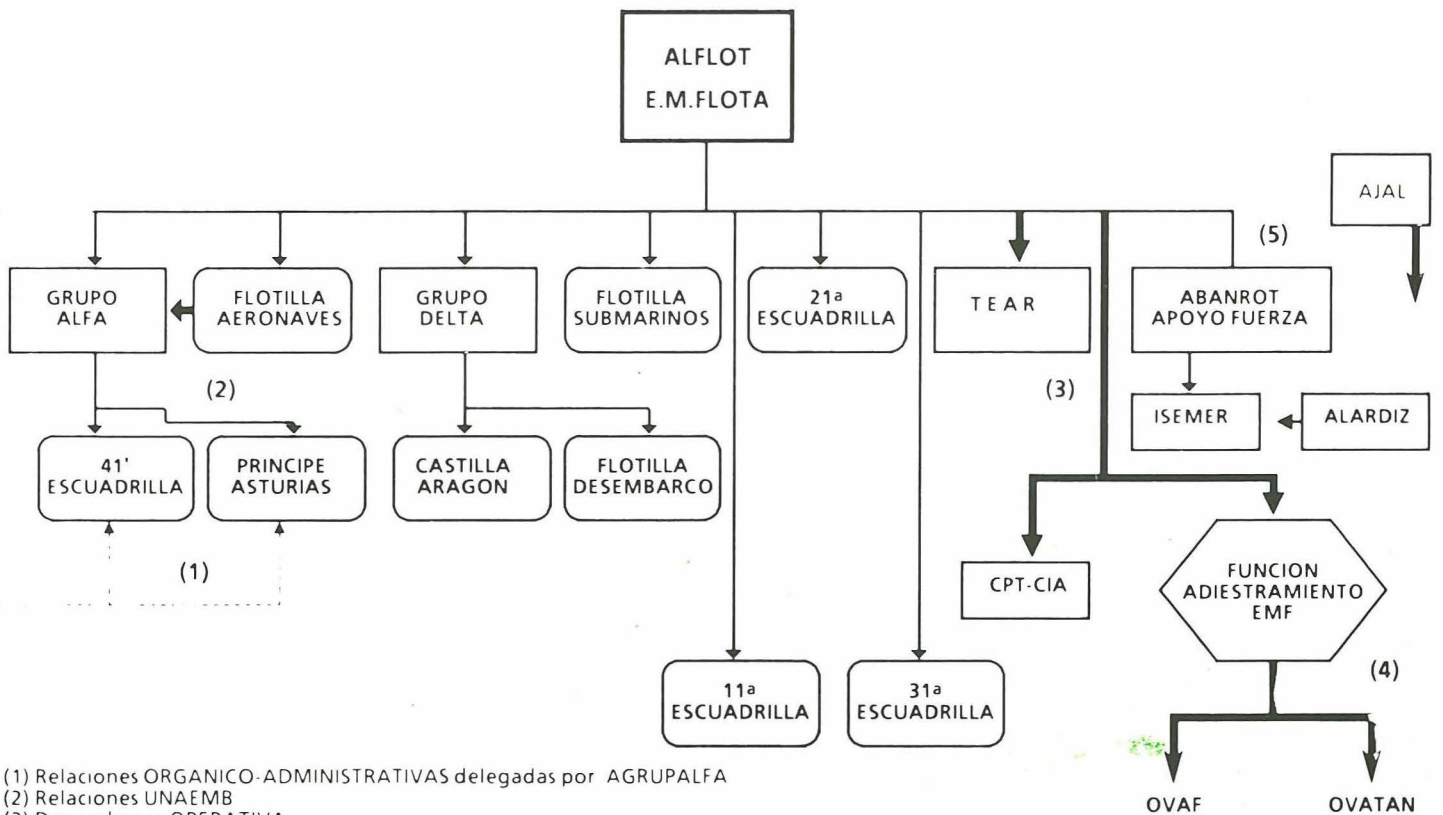 ALFLOT
E.M.FLOTA
AJAL
(5)
GRUPO
ALFA
FLOTILLA
AERONAVES
GRUPO
DELTA
FLOTILLA
SUBMARINOS
21ª
ESCUADRILLA
TEAR
ABANROT
APOYO FUERZA
(2)
(3)
ISEMER
ALARDIZ
41'
ESCUADRILLA
PRINCIPE
ASTURIAS
CASTILLA
ARAGON
FLOTILLA
DESEMBARCO
(1)
CPT-CIA
FUNCION
ADIESTRAMIENTO
EMF
(4)
11ª
ESCUADRILLA
31ª
ESCUADRILLA
OVAF
OVATAN
(1) Relaciones ORGANICO-ADMINISTRATIVAS delegadas por AGRUPALFA
(2) Relaciones UNAEMB